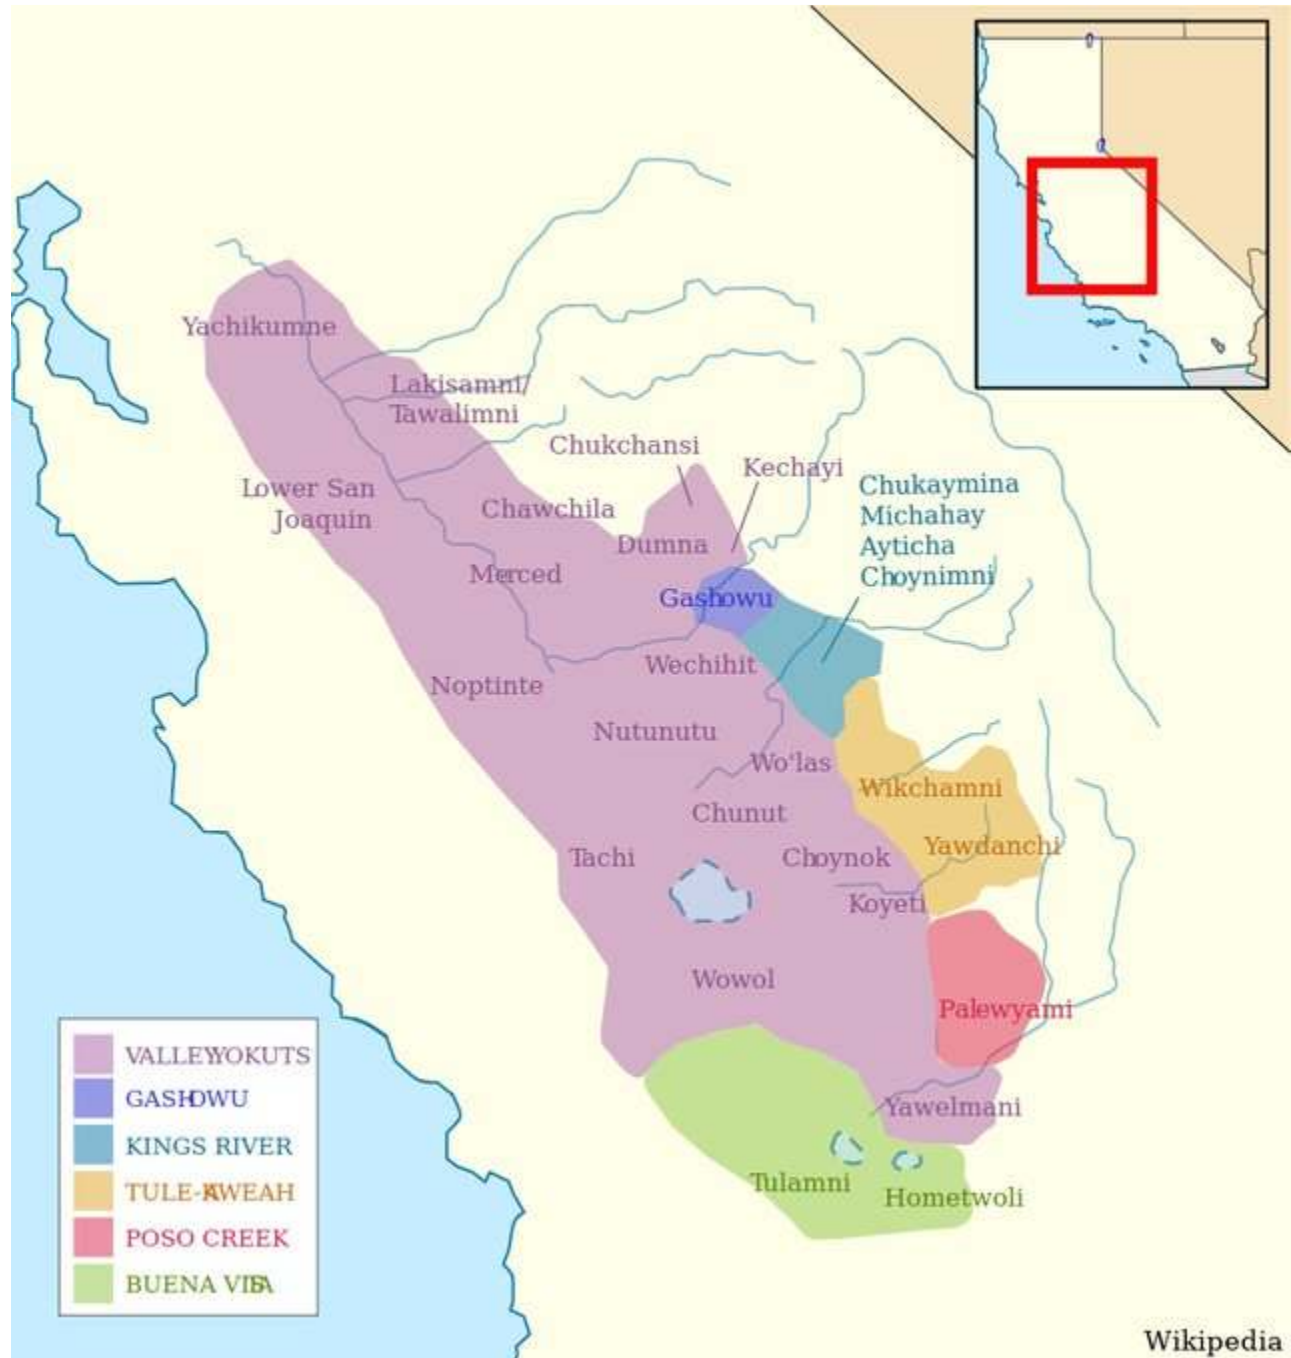 Yachikumne
Lakisamni/
Tawalimni
Chukchansi
Kechayi
Lower San
Joaquin
Chawchila
Dumna
Merced
Chukaymina
Michahay
Ayticha
Choynimni
Gashowu
Wechihit
Noptinte
Nutunutu
Wo'las
Wikchamni
Chunut
Yawdanchi
Tachi
Choynok
Koyeti
Wowol
Palewyami
Yawelmani
Tulamni
Hometwoli
VALLEY YOKUTS
GASHOWU
KINGS RIVER
TULE-KAWEAH
POSO CREEK
BUENA VISTA
Wikipedia